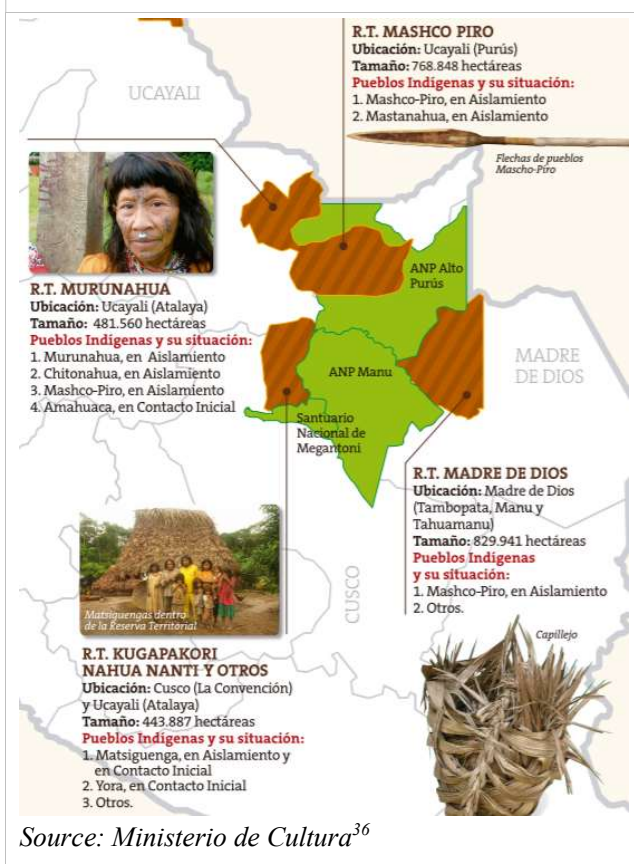 R.T. MASHCO PIRO
Ubicación: Ucayali (Purús)
Tamaño: 768.848 hectáreas
Pueblos Indígenas y su situación:
1. Mashco-Piro, en Aislamiento
2. Mastanahua, en Aislamiento
Flechas de pueblos
Mascho-Piro
UCAYALI
R.T. MURUNAHUA
Ubicación: Ucayali (Atalaya)
Tamaño: 481.560 hectáreas
Pueblos Indígenas y su situación:
1. Murunahua, en Aislamiento
2. Chitonahua, en Aislamiento
3. Mashco-Piro, en Aislamiento
4. Amahuaca, en Contacto Inicial
ANP Alto
Purús
ANP Manu
MADRE
DE DIOS
Santuario
Nacional de
Megantoni
R.T. MADRE DE DIOS
Ubicación: Madre de Dios
(Tambopata, Manu y
Tahuamanu)
Tamaño: 829.941 hectáreas
Pueblos Indígenas
y su situación:
1. Mashco-Piro, en Aislamiento
2. Otros.
CUSCO
Matsiguengas dentro
de la Reserva Territorial
Capillejo
R.T. KUGAPAKORI
NAHUA NANTI Y OTROS
Ubicación: Cusco (La Convención)
y Ucayali (Atalaya)
Tamaño: 443.887 hectáreas
Pueblos Indígenas y su situación:
1. Matsiguenga, en Aislamiento y
en Contacto Inicial
2. Yora, en Contacto Inicial
3. Otros.
Source: Ministerio de Cultura36